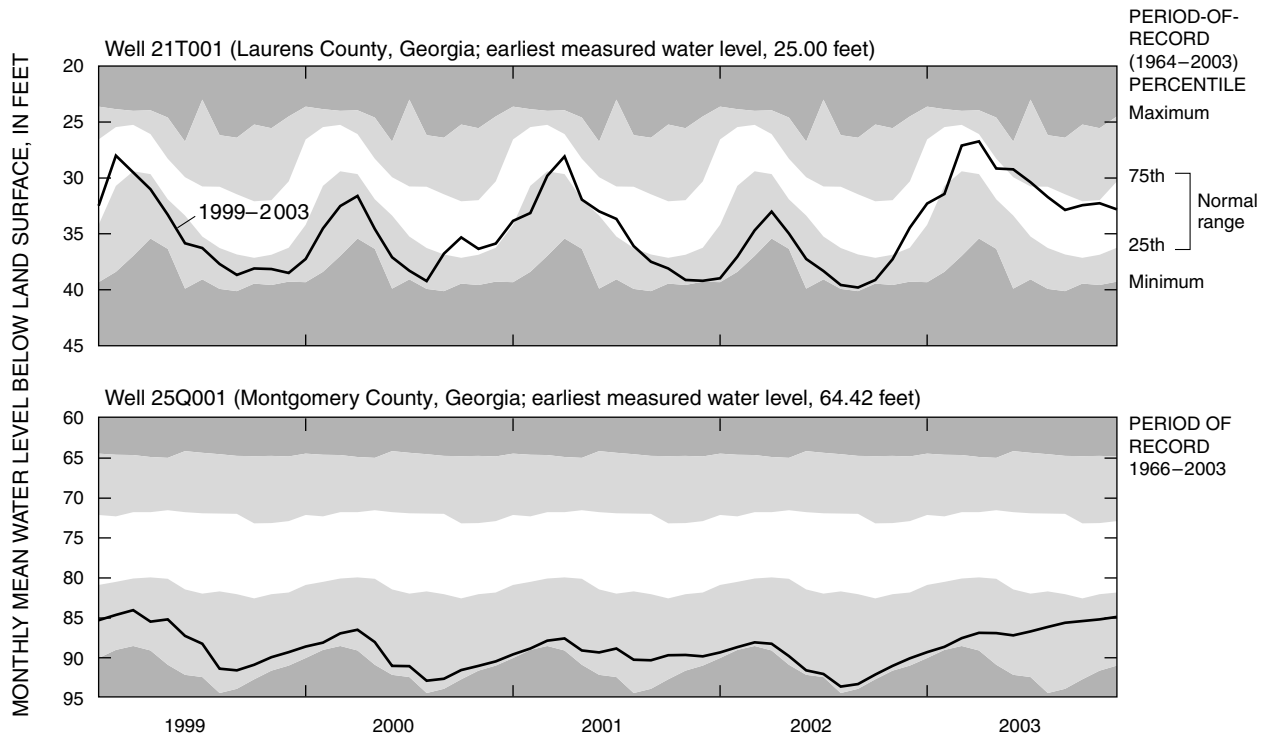 MONTHLY MEAN WATER LEVEL BELOW LAND SURFACE, IN FEET
Well 21T001 (Laurens County, Georgia; earliest measured water level, 25.00 feet)
20
25
30
35
40
45
1999–2003
PERIOD-OF-
RECORD
(1964–2003)
PERCENTILE
Maximum
75th
Normal
range
25th
Minimum
Well 25Q001 (Montgomery County, Georgia; earliest measured water level, 64.42 feet)
60
65
70
75
80
85
90
95
PERIOD OF
RECORD
1966–2003
1999
2000
2001
2002
2003